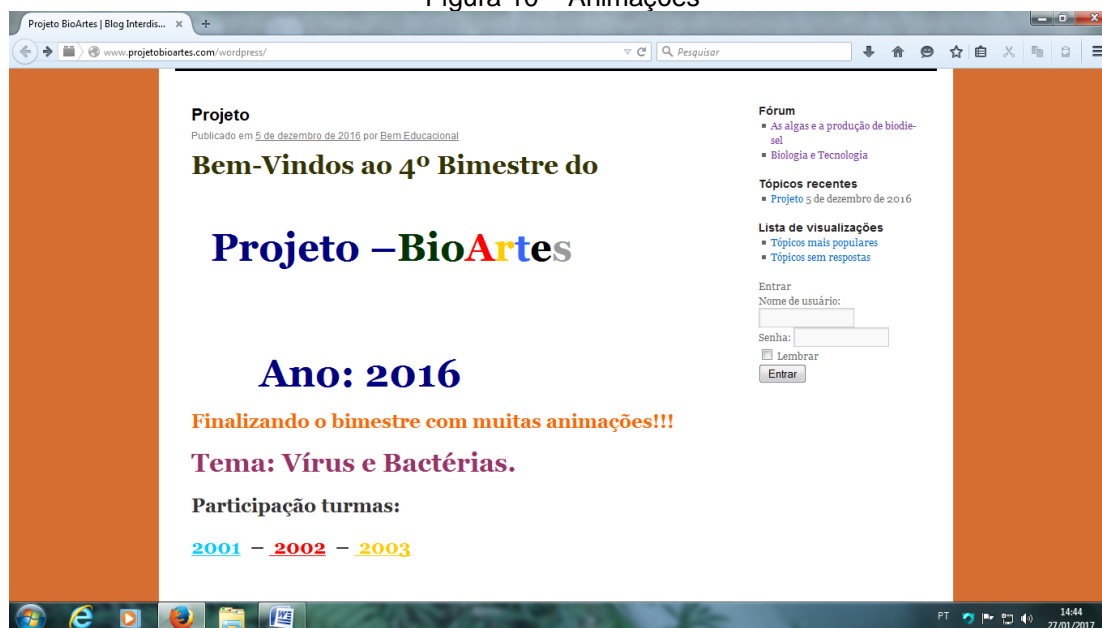 Figura 10 – Animações
Projeto BioArtes | Blog Interdis...
www.projetobioartes.com/wordpress/
Pesquisar
Projeto
Publicado em 5 de dezembro de 2016 por Bem Educacional
Bem-Vindos ao 4º Bimestre do
Projeto –BioArtes
Ano: 2016
Finalizando o bimestre com muitas animações!!!
Tema: Vírus e Bactérias.
Participação turmas:
2001 – 2002 – 2003
Fórum
As algas e a produção de biodie-
sel
Biologia e Tecnologia
Tópicos recentes
Projeto 5 de dezembro de 2016
Lista de visualizações
Tópicos mais populares
Tópicos sem respostas
Entrar
Nome de usuário:
Senha:
Lembrar
Entrar
PT
14:44
27/01/2017